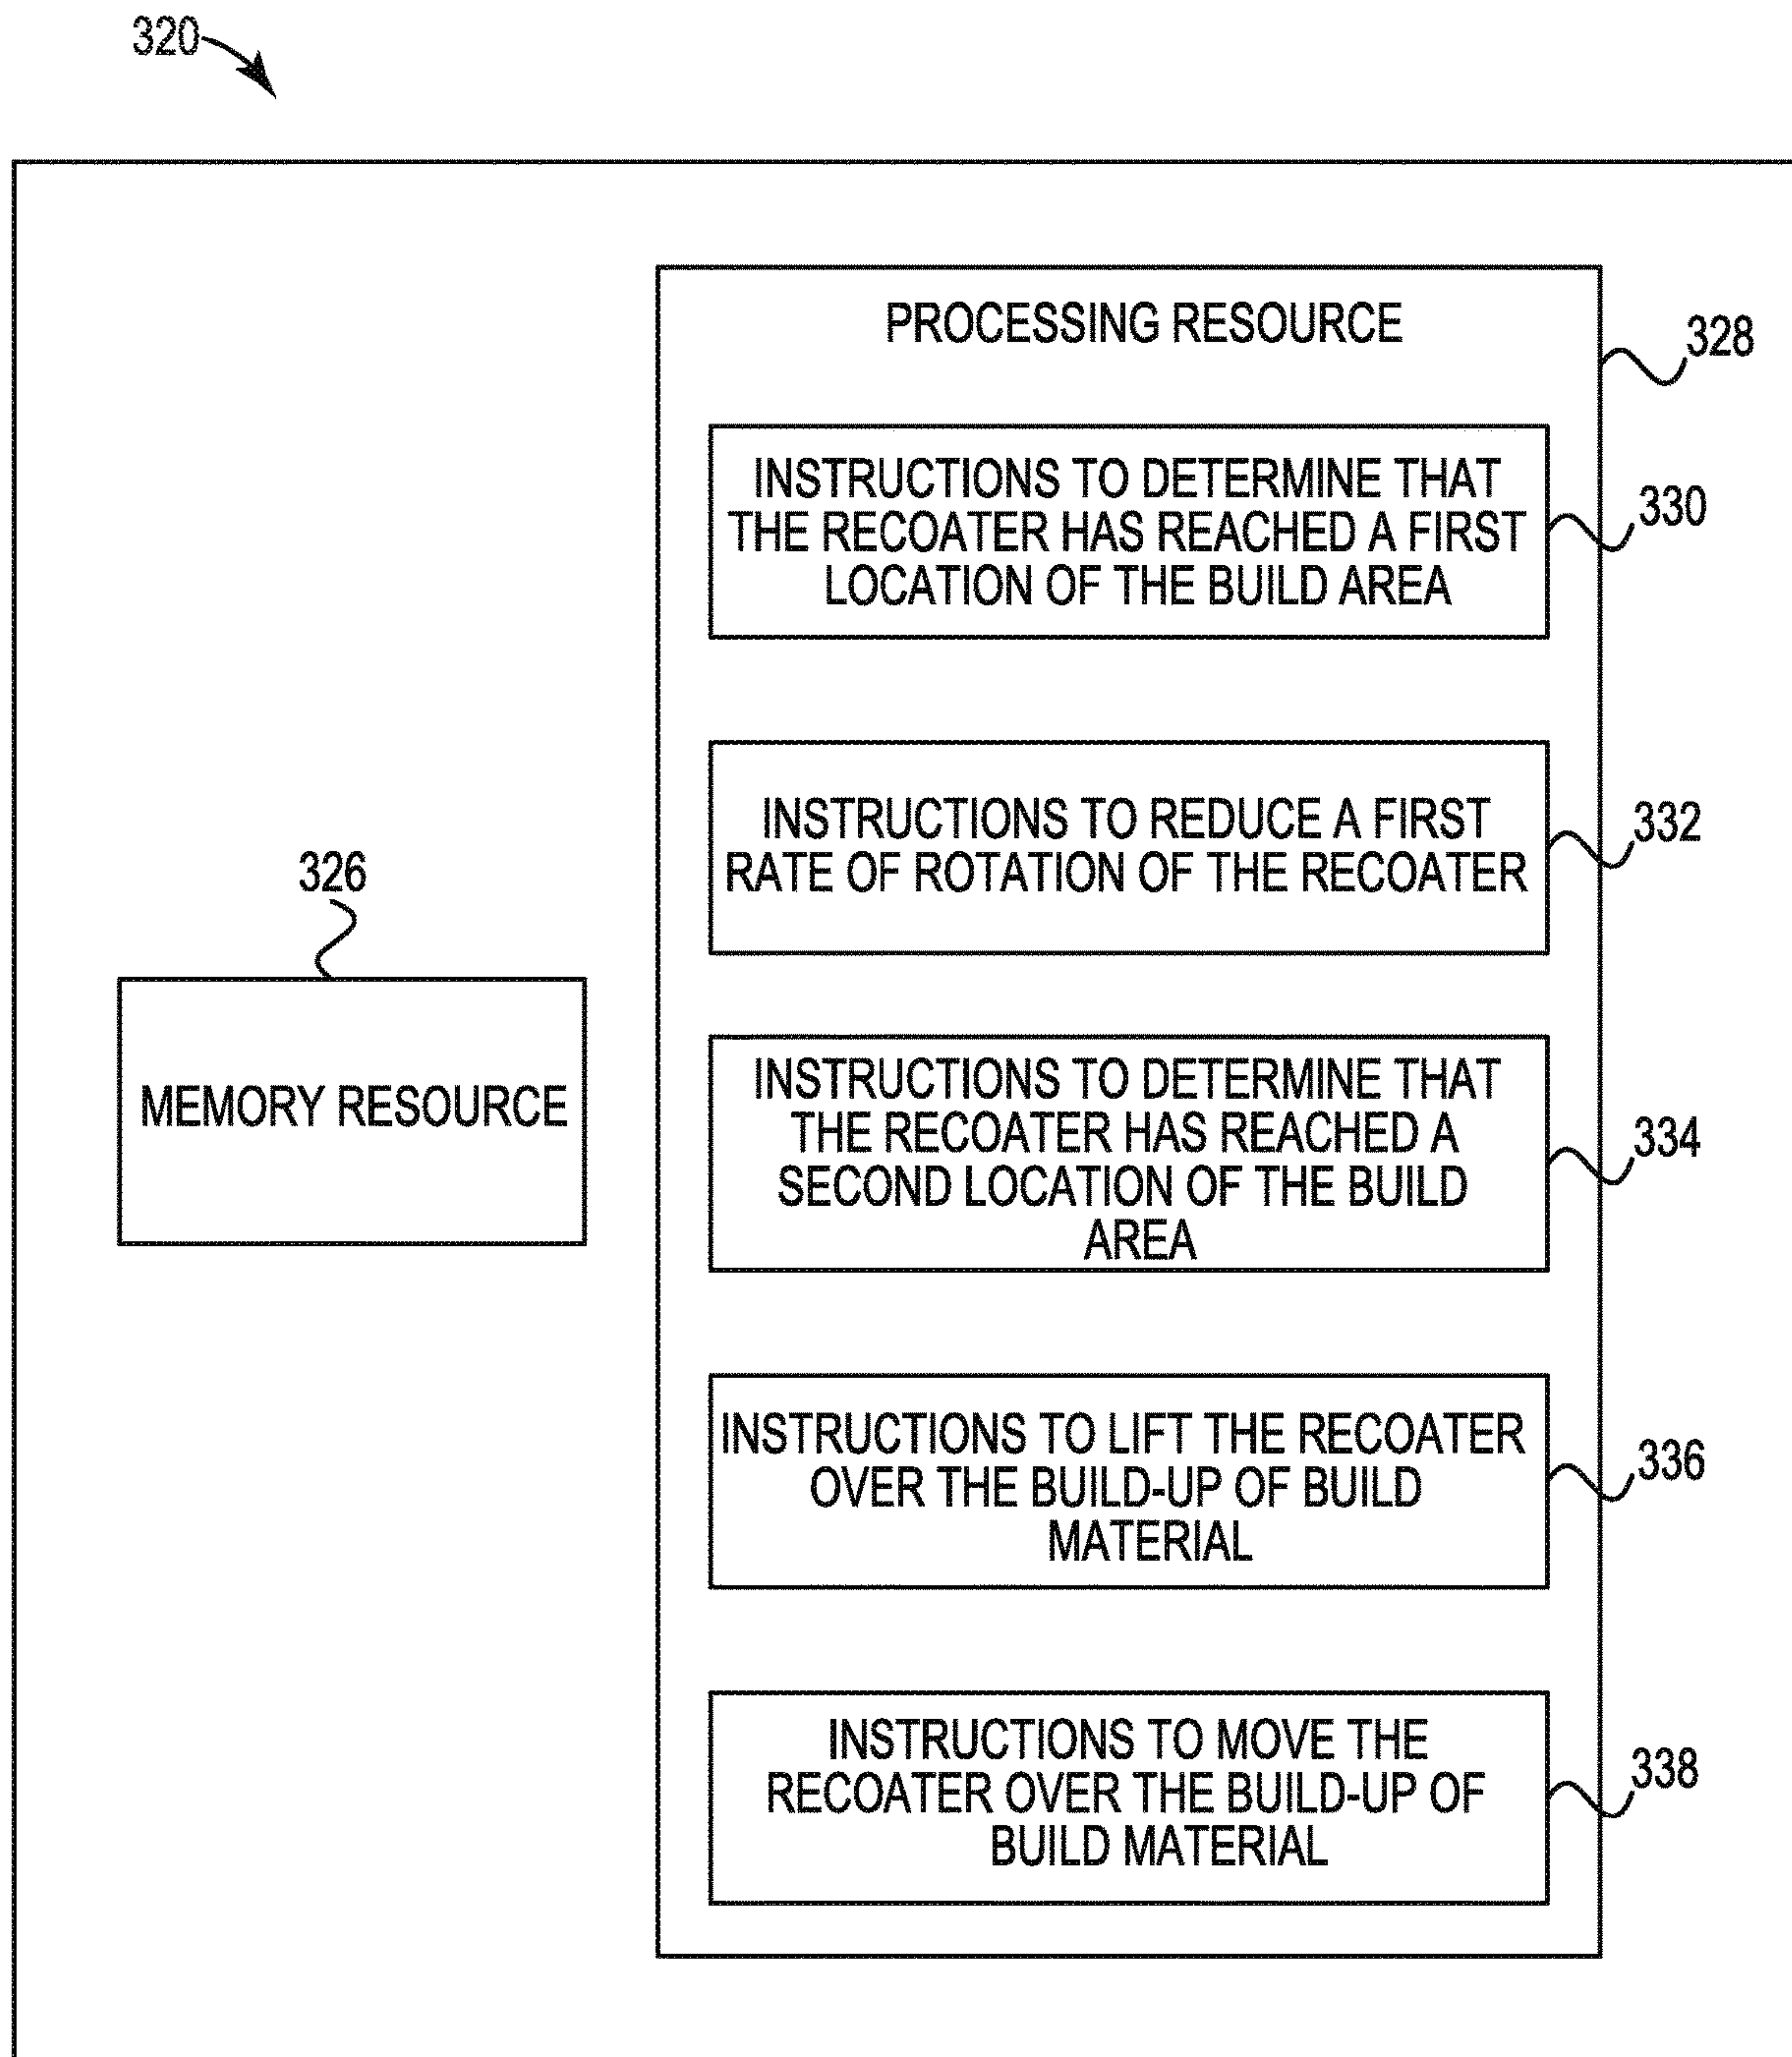 320
PROCESSING RESOURCE
328
INSTRUCTIONS TO DETERMINE THAT
THE RECOATER HAS REACHED A FIRST
LOCATION OF THE BUILD AREA
330
INSTRUCTIONS TO REDUCE A FIRST
RATE OF ROTATION OF THE RECOATER
332
326
MEMORY RESOURCE
INSTRUCTIONS TO DETERMINE THAT
THE RECOATER HAS REACHED A
SECOND LOCATION OF THE BUILD
AREA
334
INSTRUCTIONS TO LIFT THE RECOATER
OVER THE BUILD-UP OF BUILD
MATERIAL
336
INSTRUCTIONS TO MOVE THE
RECOATER OVER THE BUILD-UP OF
BUILD MATERIAL
338